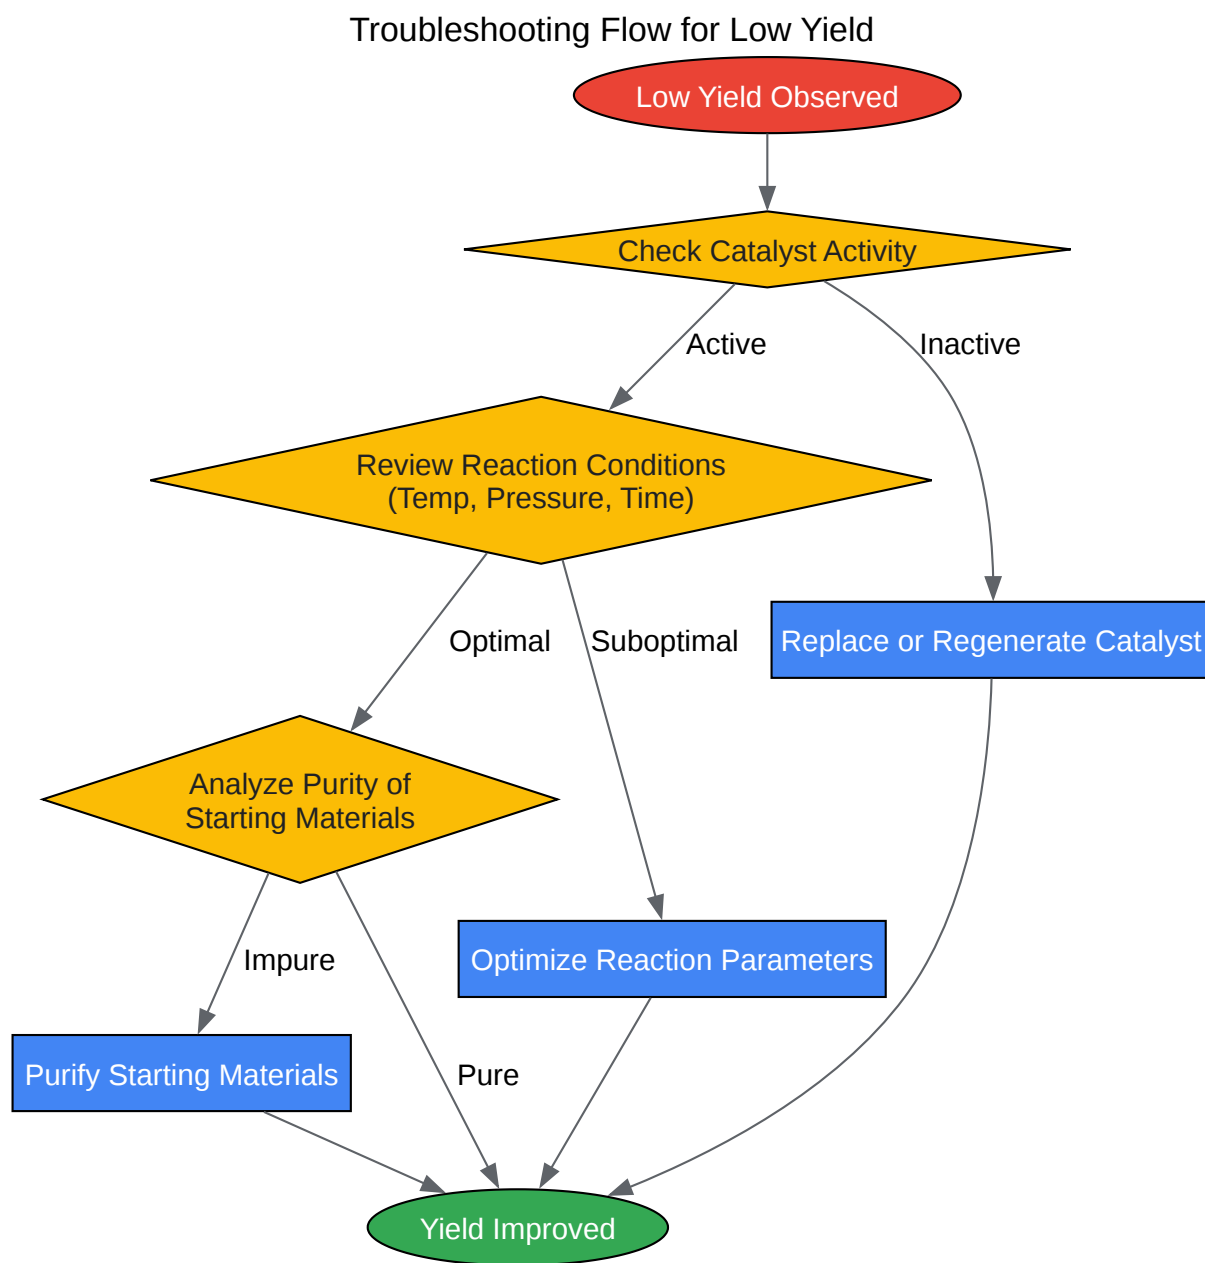 Troubleshooting Flow for Low Yield
Low Yield Observed
Check Catalyst Activity
Active
Inactive
Review Reaction Conditions
(Temp, Pressure, Time)
Optimal
Suboptimal
Replace or Regenerate Catalyst
Analyze Purity of
Starting Materials
Impure
Optimize Reaction Parameters
Purify Starting Materials
Pure
Yield Improved